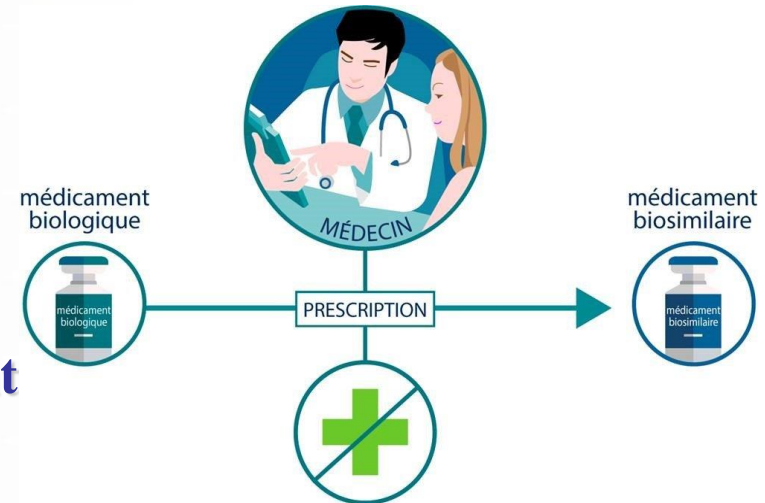 MÉDECIN
médicament
biologique
médicament
biosimilaire
médicament
biologique
PRESCRIPTION
médicament
biosimilaire
t